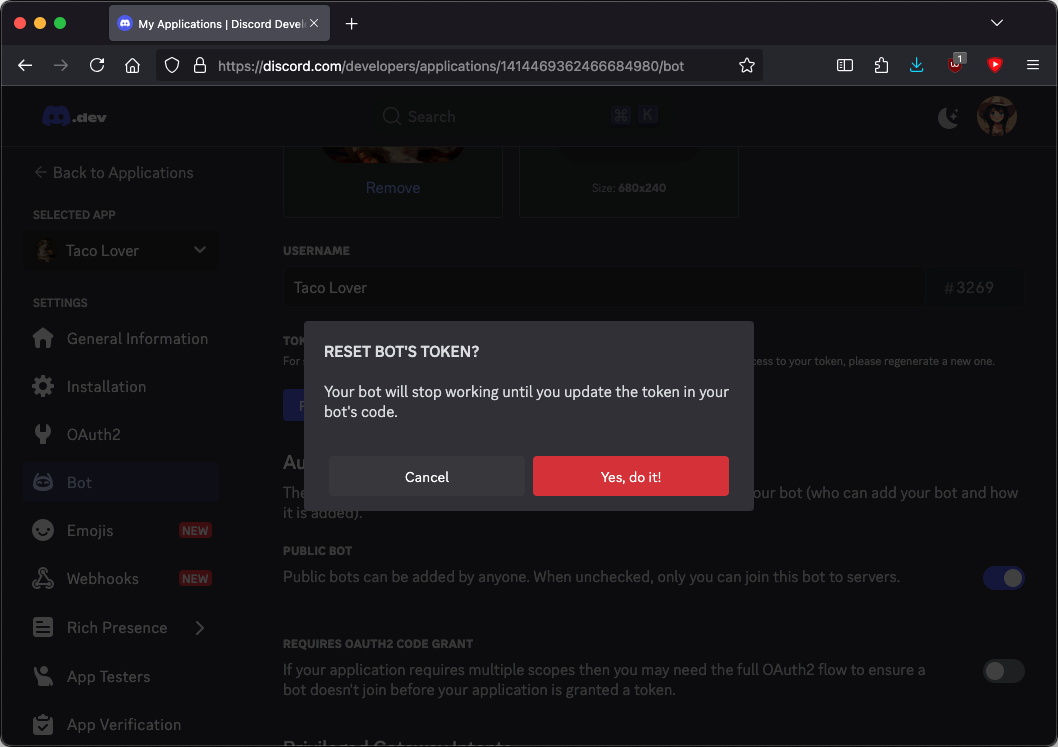 My Applications | Discord Devel
https://discord.com/developers/applications/1414469362466684980/bot
1
.dev
Search
⌘ K
Back to Applications
Remove
Size: 680x240
SELECTED APP
Taco Lover
USERNAME
Taco Lover
#3269
SETTINGS
General Information
Installation
OAuth2
Bot
Emojis
NEW
Webhooks
NEW
Rich Presence
App Testers
App Verification
TOK
For
cess to your token, please regenerate a new one.
RESET BOT'S TOKEN?
Your bot will stop working until you update the token in your
bot's code.
Cancel
Yes, do it!
Au
The
our bot (who can add your bot and how
it is added).
PUBLIC BOT
Public bots can be added by anyone. When unchecked, only you can join this bot to servers.
REQUIRES OAUTH2 CODE GRANT
If your application requires multiple scopes then you may need the full OAuth2 flow to ensure a
bot doesn't join before your application is granted a token.
Privileged Gateway Intents